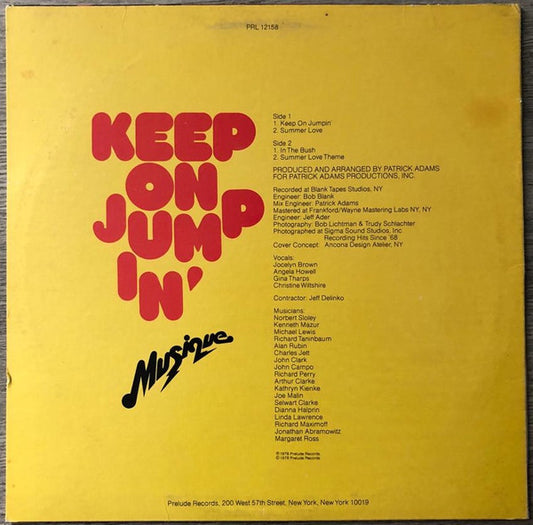 PRL 12158
KEEP
ON
JUMP
IN'
Musique
Side 1
1. Keep On Jumpin'
2. Summer Love
Side 2
1. In The Bush
2. Summer Love Theme
PRODUCED AND ARRANGED BY PATRICK ADAMS
FOR PATRICK ADAMS PRODUCTIONS, INC.
Recorded at Blank Tapes Studios, NY
Engineer: Bob Blank
Mix Engineer: Patrick Adams
Mastered at Frankford/Wayne Mastering Labs NY, NY
Engineer: Jeff Ader
Photography: Bob Lichtman & Trudy Schlachter
Photographed at Sigma Sound Studios, Inc
Recording Hits Since '68
Cover Concept: Ancona Design Atelier, NY
Vocals:
Jocelyn Brown
Angela Howell
Gina Tharps
Christine Wiltshire
Contractor: Jeff Delinko
Musicians:
Norbert Sloley
Kenneth Mazur
Michael Lewis
Richard Taninbaum
Alan Rubin
Charles Jett
John Clark
John Campo
Richard Perry
Arthur Clarke
Kathryn Kienke
Joe Malin
Selwart Clarke
Dianna Halprin
Linda Lawrence
Richard Maximoff
Jonathan Abramowitz
Margaret Ross
℗ 1978 Prelude Records
© 1978 Prelude Records
Prelude Records, 200 West 57th Street, New York, New York 10019